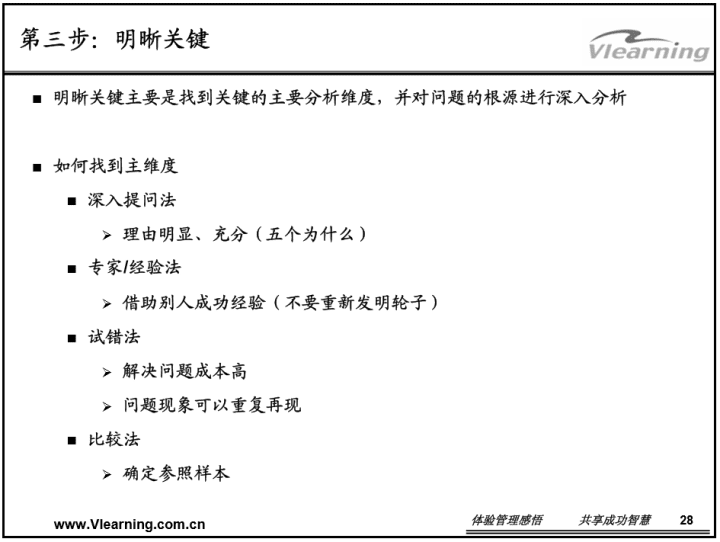 第三步：明晰关键
Vlearning
■ 明晰关键主要是找到关键的主要分析维度，并对问题的根源进行深入分析
■ 如何找到主维度
■ 深入提问法
➢ 理由明显、充分（五个为什么）
■ 专家/经验法
➢ 借助别人成功经验（不要重新发明轮子）
■ 试错法
➢ 解决问题成本高
➢ 问题现象可以重复再现
■ 比较法
➢ 确定参照样本
www.Vlearning.com.cn 体验管理感悟 共享成功智慧 28